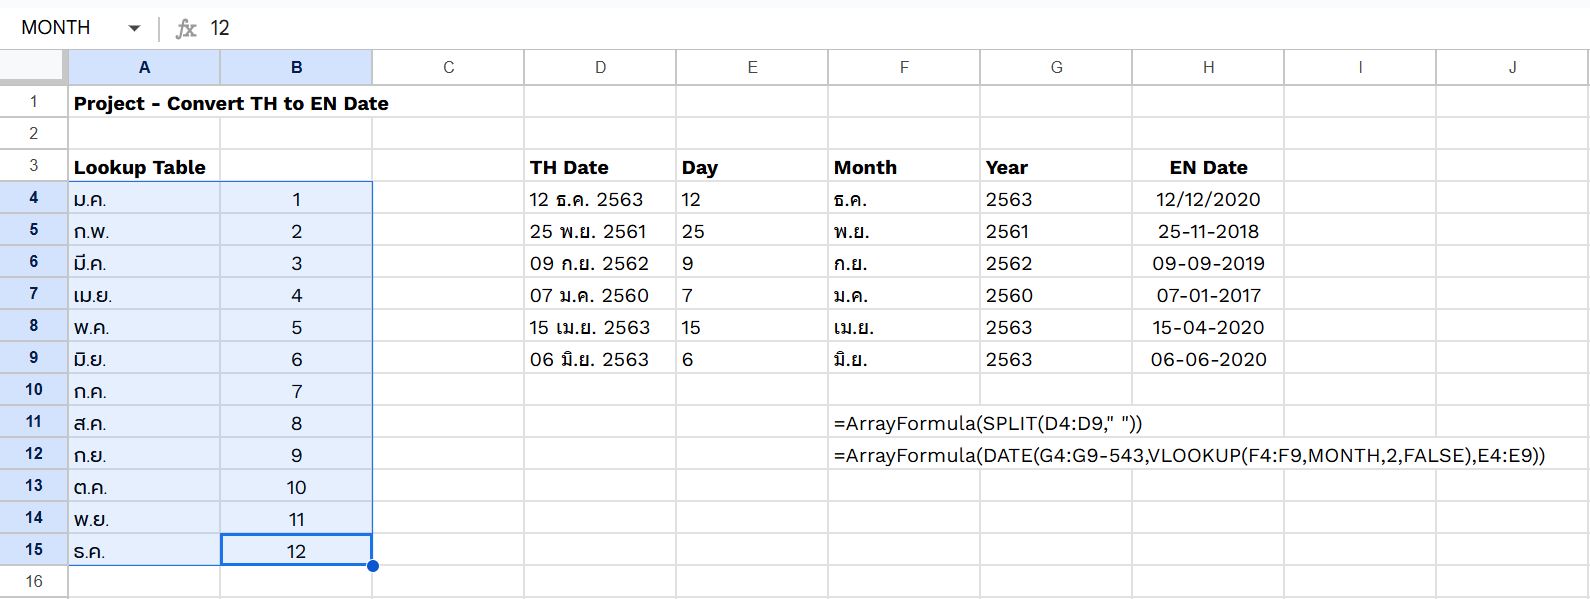 MONTH fx 12
A B C D E F G H I J
1 Project - Convert TH to EN Date
2
3 Lookup Table TH Date Day Month Year EN Date
4 ม.ค. 1 12 ธ.ค. 2563 12 ธ.ค. 2563 12/12/2020
5 ก.พ. 2 25 พ.ย. 2561 25 พ.ย. 2561 25-11-2018
6 มี.ค. 3 09 ก.ย. 2562 9 ก.ย. 2562 09-09-2019
7 เม.ย. 4 07 ม.ค. 2560 7 ม.ค. 2560 07-01-2017
8 พ.ค. 5 15 เม.ย. 2563 15 เม.ย. 2563 15-04-2020
9 มิ.ย. 6 06 มิ.ย. 2563 6 มิ.ย. 2563 06-06-2020
10 ก.ค. 7
11 ส.ค. 8 =ArrayFormula(SPLIT(D4:D9," "))
12 ก.ย. 9 =ArrayFormula(DATE(G4:G9-543,VLOOKUP(F4:F9,MONTH,2,FALSE),E4:E9))
13 ต.ค. 10
14 พ.ย. 11
15 ธ.ค. 12
16